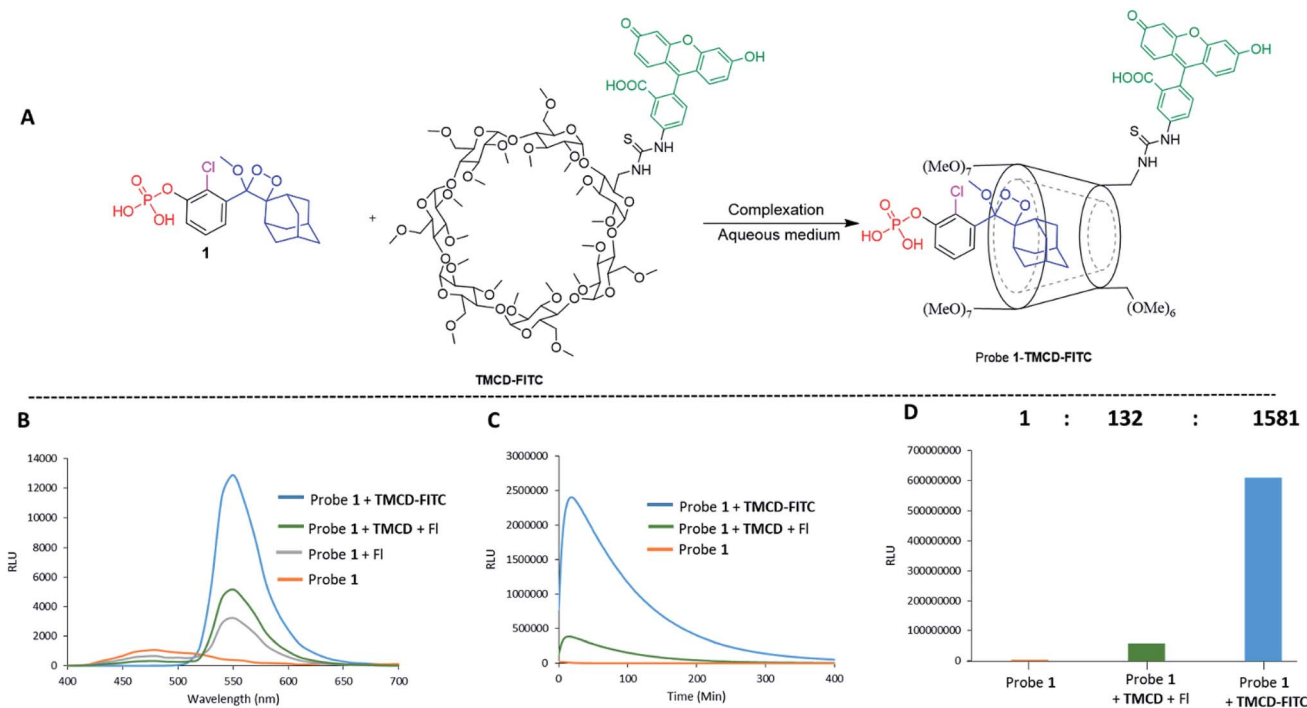 A
O
O
OH
HOOC
S
NH
NH
O
Cl
O-O
O
P
O
HO
OH
1
+
TMCD-FITC
Complexation
Aqueous medium
O
O
OH
HOOC
S
NH
NH
(MeO)7
O
Cl
O
O
O
P
O
HO
OH
(MeO)7
(OMe)6
Probe 1-TMCD-FITC
B
14000
12000
10000
8000
6000
4000
2000
0
RLU
400
450
500
550
600
650
700
Wavelength (nm)
Probe 1 + TMCD-FITC
Probe 1 + TMCD + Fl
Probe 1 + Fl
Probe 1
C
3000000
2500000
2000000
1500000
1000000
500000
0
RLU
0
100
200
300
400
Time (Min)
Probe 1 + TMCD-FITC
Probe 1 + TMCD + Fl
Probe 1
D
1 : 132 : 1581
700000000
600000000
500000000
400000000
300000000
200000000
100000000
0
RLU
Probe 1
Probe 1
+ TMCD + Fl
Probe 1
+ TMCD-FITC